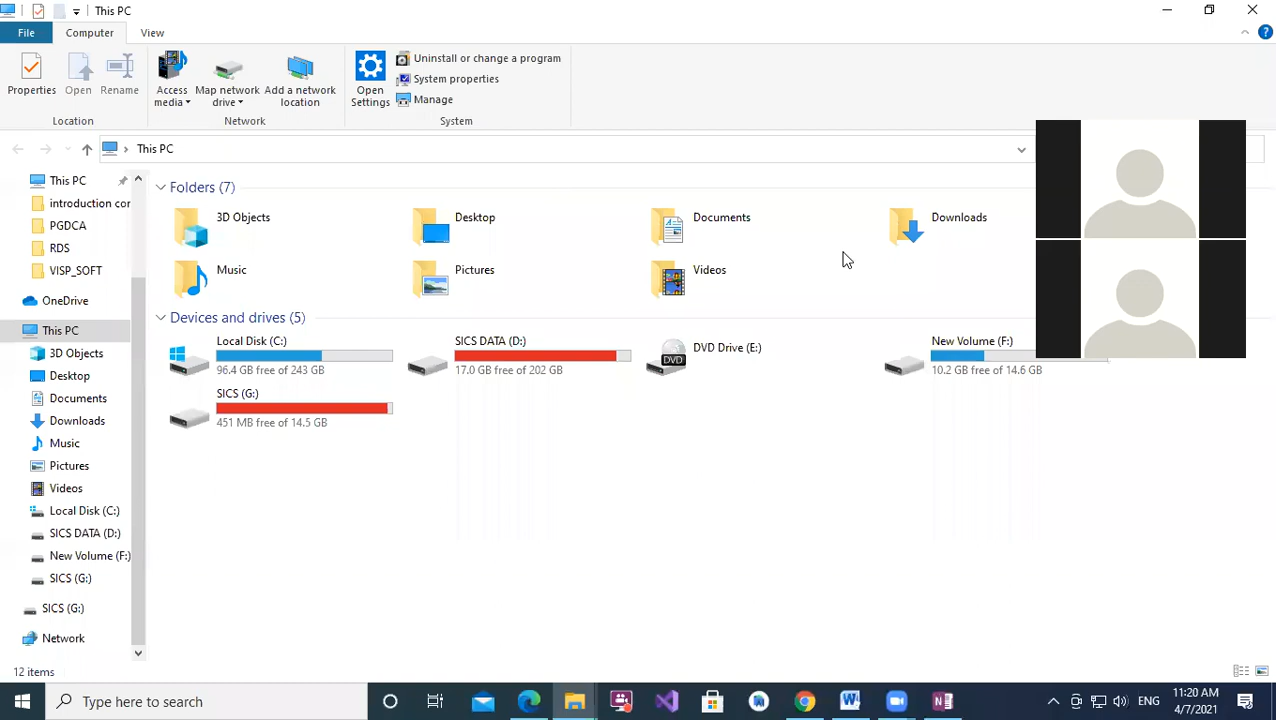 This PC
File Computer View
Properties Open Rename Access media Map network drive Add a network location Open Settings Uninstall or change a program
System properties
Manage
Location Network System
This PC
This PC
introduction cor
PGDCA
RDS
VISP_SOFT
OneDrive
This PC
3D Objects
Desktop
Documents
Downloads
Music
Pictures
Videos
Local Disk (C:)
SICS DATA (D:)
New Volume (F:)
SICS (G:)
SICS (G:)
Network
Folders (7)
3D Objects Desktop Documents Downloads
Music Pictures Videos
Devices and drives (5)
Local Disk (C:)
96.4 GB free of 243 GB
SICS DATA (D:)
17.0 GB free of 202 GB
DVD
DVD Drive (E:)
New Volume (F:)
10.2 GB free of 14.6 GB
SICS (G:)
451 MB free of 14.5 GB
12 items
Type here to search
ENG
11:20 AM
4/7/2021